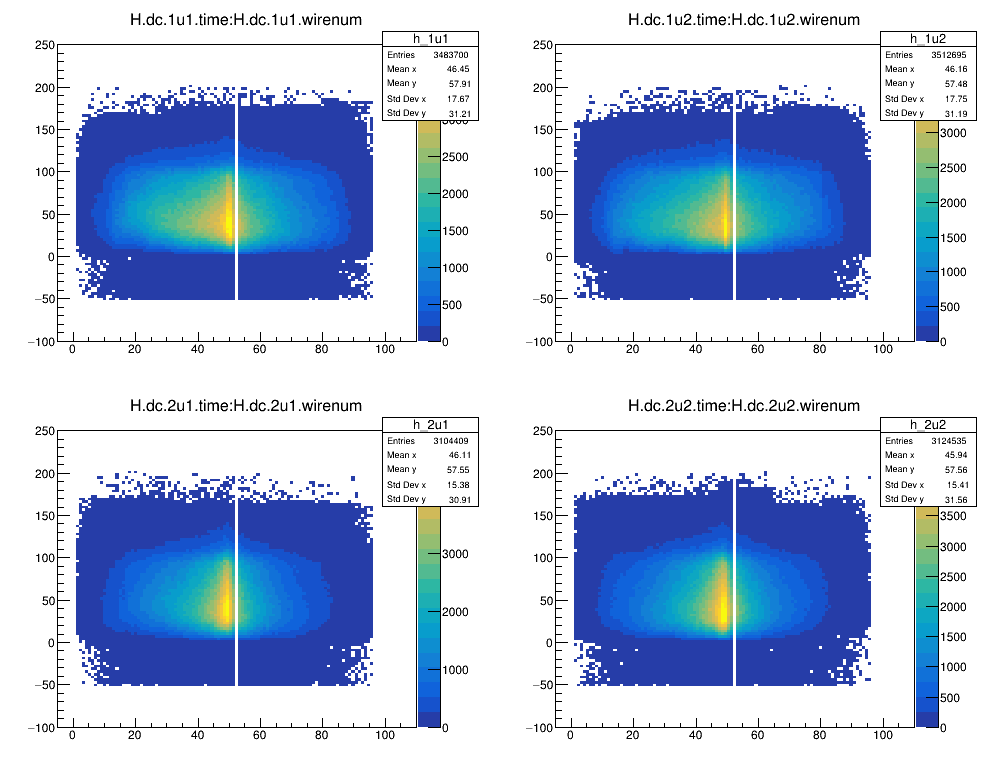 H.dc.1u1.time:H.dc.1u1.wirenum
h_1u1
Entries 3483700
Mean x 46.45
Mean y 57.91
Std Dev x 17.67
Std Dev y 31.21
250
200
150
100
50
0
−50
−100
0 20 40 60 80 100
3000
2500
2000
1500
1000
500
0
H.dc.1u2.time:H.dc.1u2.wirenum
h_1u2
Entries 3512695
Mean x 46.16
Mean y 57.48
Std Dev x 17.75
Std Dev y 31.19
250
200
150
100
50
0
−50
−100
0 20 40 60 80 100
3000
2500
2000
1500
1000
500
0
H.dc.2u1.time:H.dc.2u1.wirenum
h_2u1
Entries 3104409
Mean x 46.11
Mean y 57.55
Std Dev x 15.38
Std Dev y 30.91
250
200
150
100
50
0
−50
−100
0 20 40 60 80 100
3000
2000
1000
0
H.dc.2u2.time:H.dc.2u2.wirenum
h_2u2
Entries 3124535
Mean x 45.94
Mean y 57.56
Std Dev x 15.41
Std Dev y 31.56
250
200
150
100
50
0
−50
−100
0 20 40 60 80 100
3500
3000
2500
2000
1500
1000
500
0